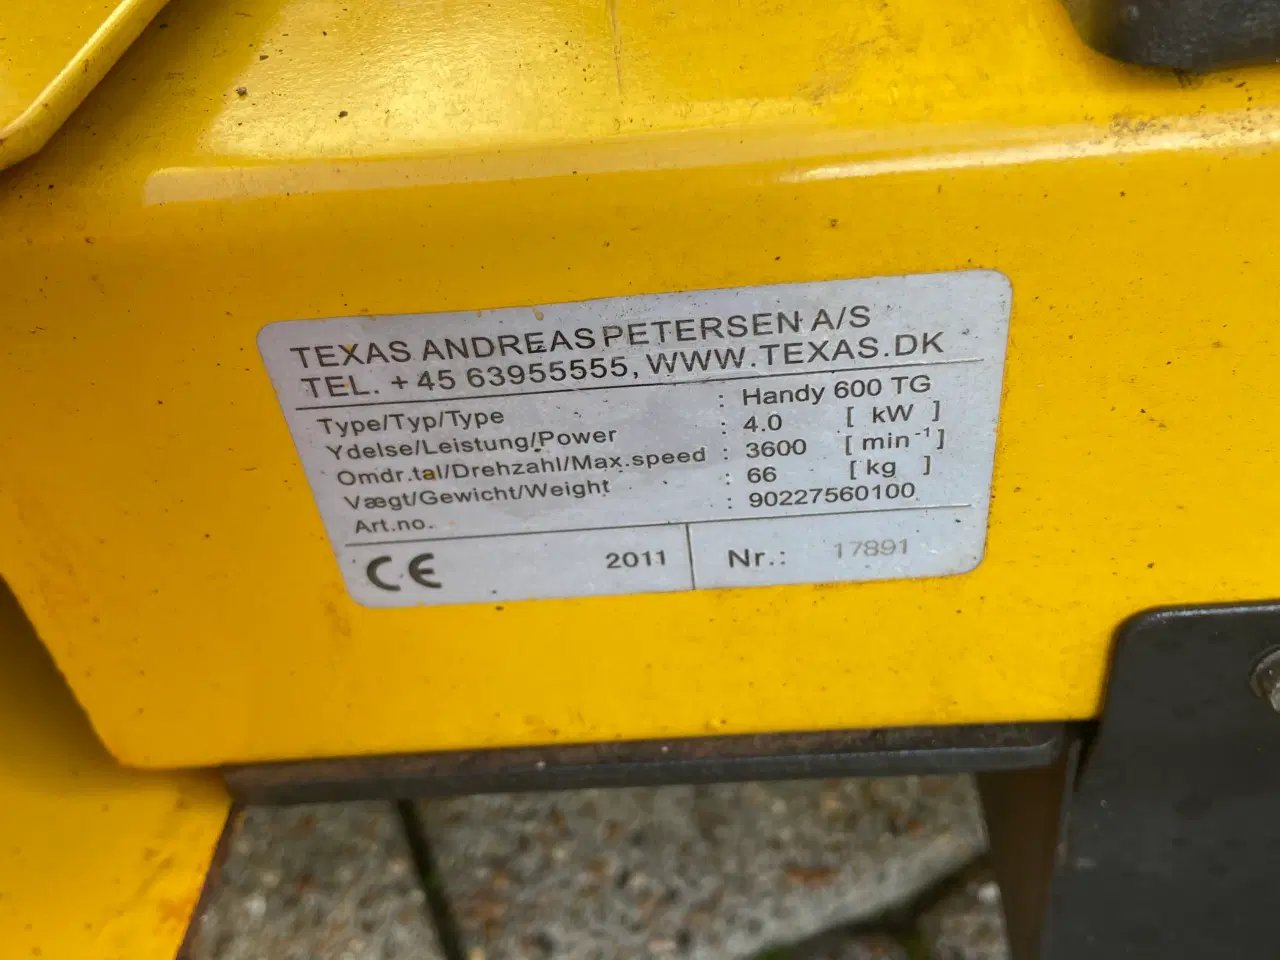 TEXAS ANDREAS PETERSEN A/S
TEL. +45 63955555, WWW.TEXAS.DK
Type/Typ/Type : Handy 600 TG
Ydelse/Leistung/Power : 4.0 [ kW ]
Omdr.tal/Drehzahl/Max.speed : 3600 [ min⁻¹ ]
Vægt/Gewicht/Weight : 66 [ kg ]
Art.no. : 90227560100
CE 2011 Nr.: 17891